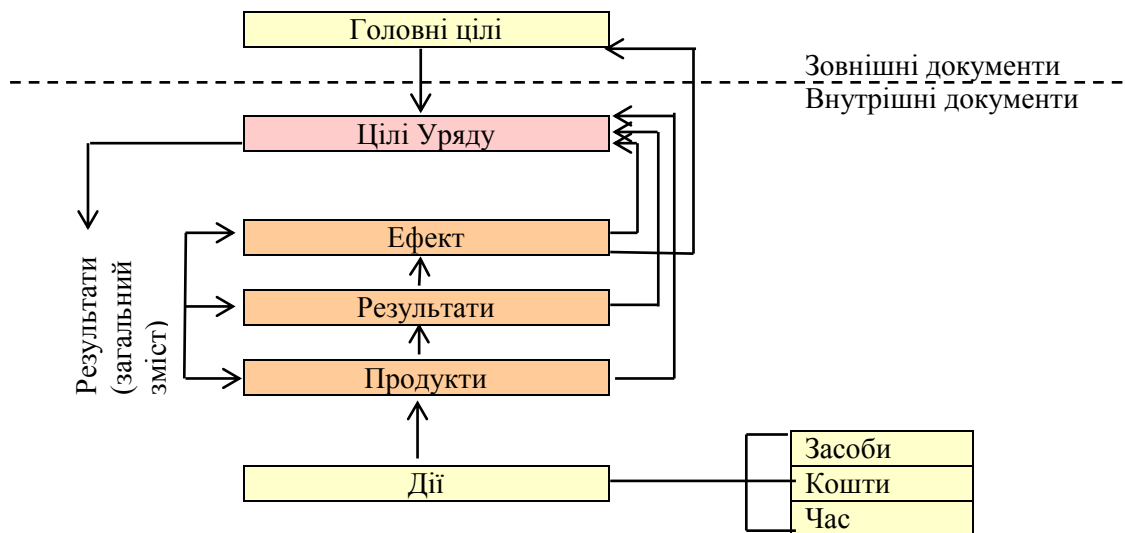 Головні цілі
Зовнішні документи
Внутрішні документи
Цілі Уряду
Результати
(загальний
зміст)
Ефект
Результати
Продукти
Дії
Засоби
Кошти
Час